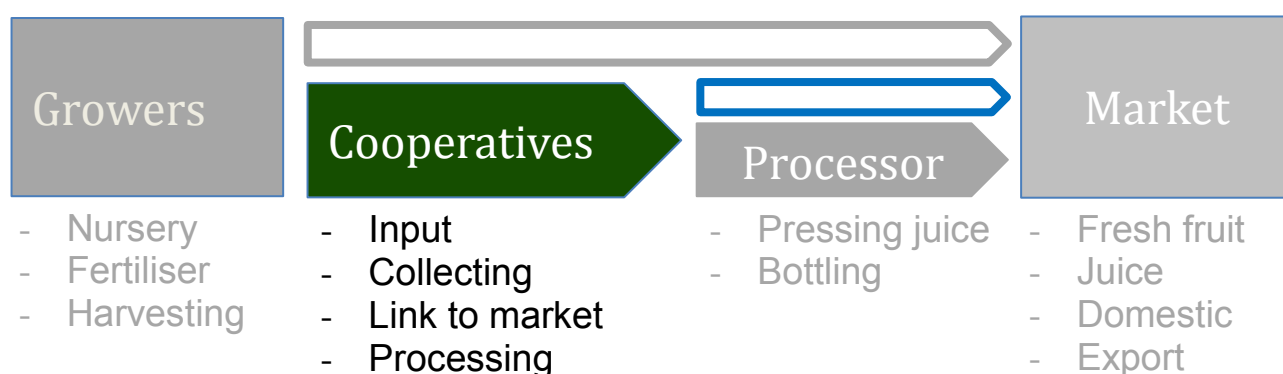 Growers
Cooperatives
Processor
Market
- Nursery
- Fertiliser
- Harvesting
- Input
- Collecting
- Link to market
- Processing
- Pressing juice
- Bottling
- Fresh fruit
- Juice
- Domestic
- Export